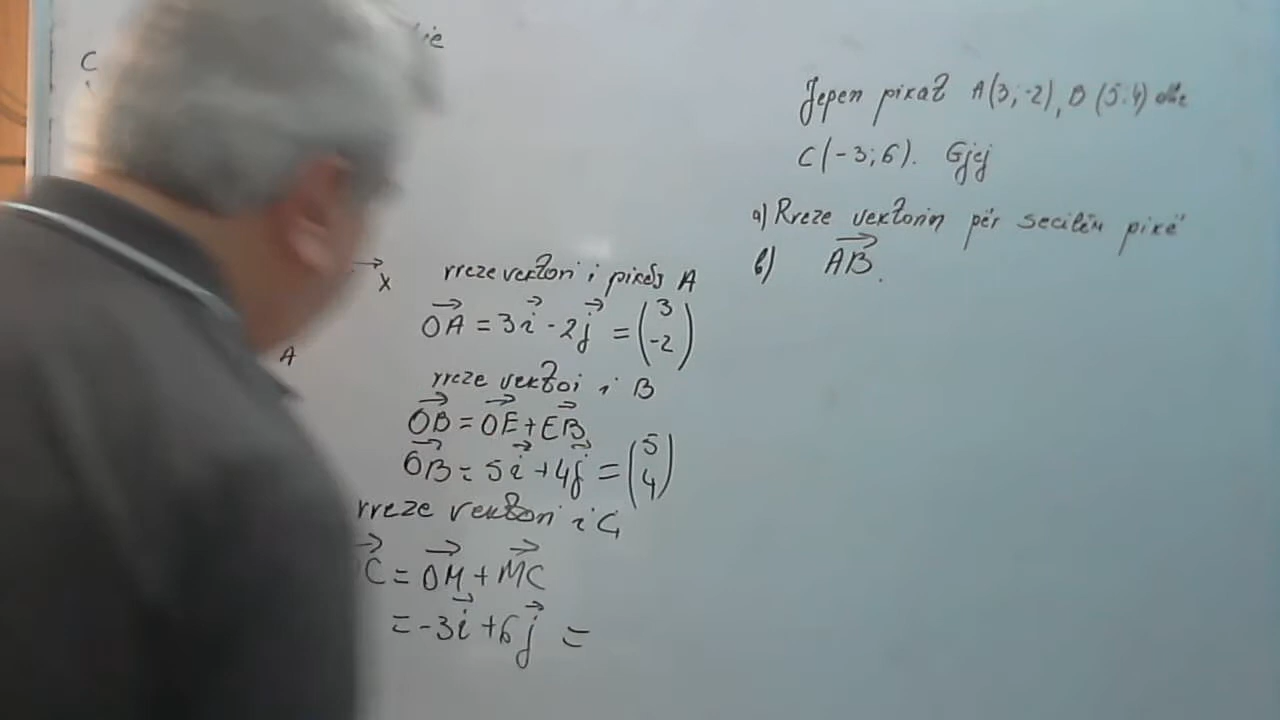 C
Jepen pikat A(3;-2), B(5;4) dhe
C(-3;6). Gjej
a) Rreze vektorin për secilën pikë
b) AB.
x
A
rreze vektori i pikës A
OA = 3i - 2j = (3 -2)
rreze vektoi i B
OB = OE + EB
OB = 5i + 4j = (5 4)
rreze vektori i C
C = OM + MC
= -3i + 6j =